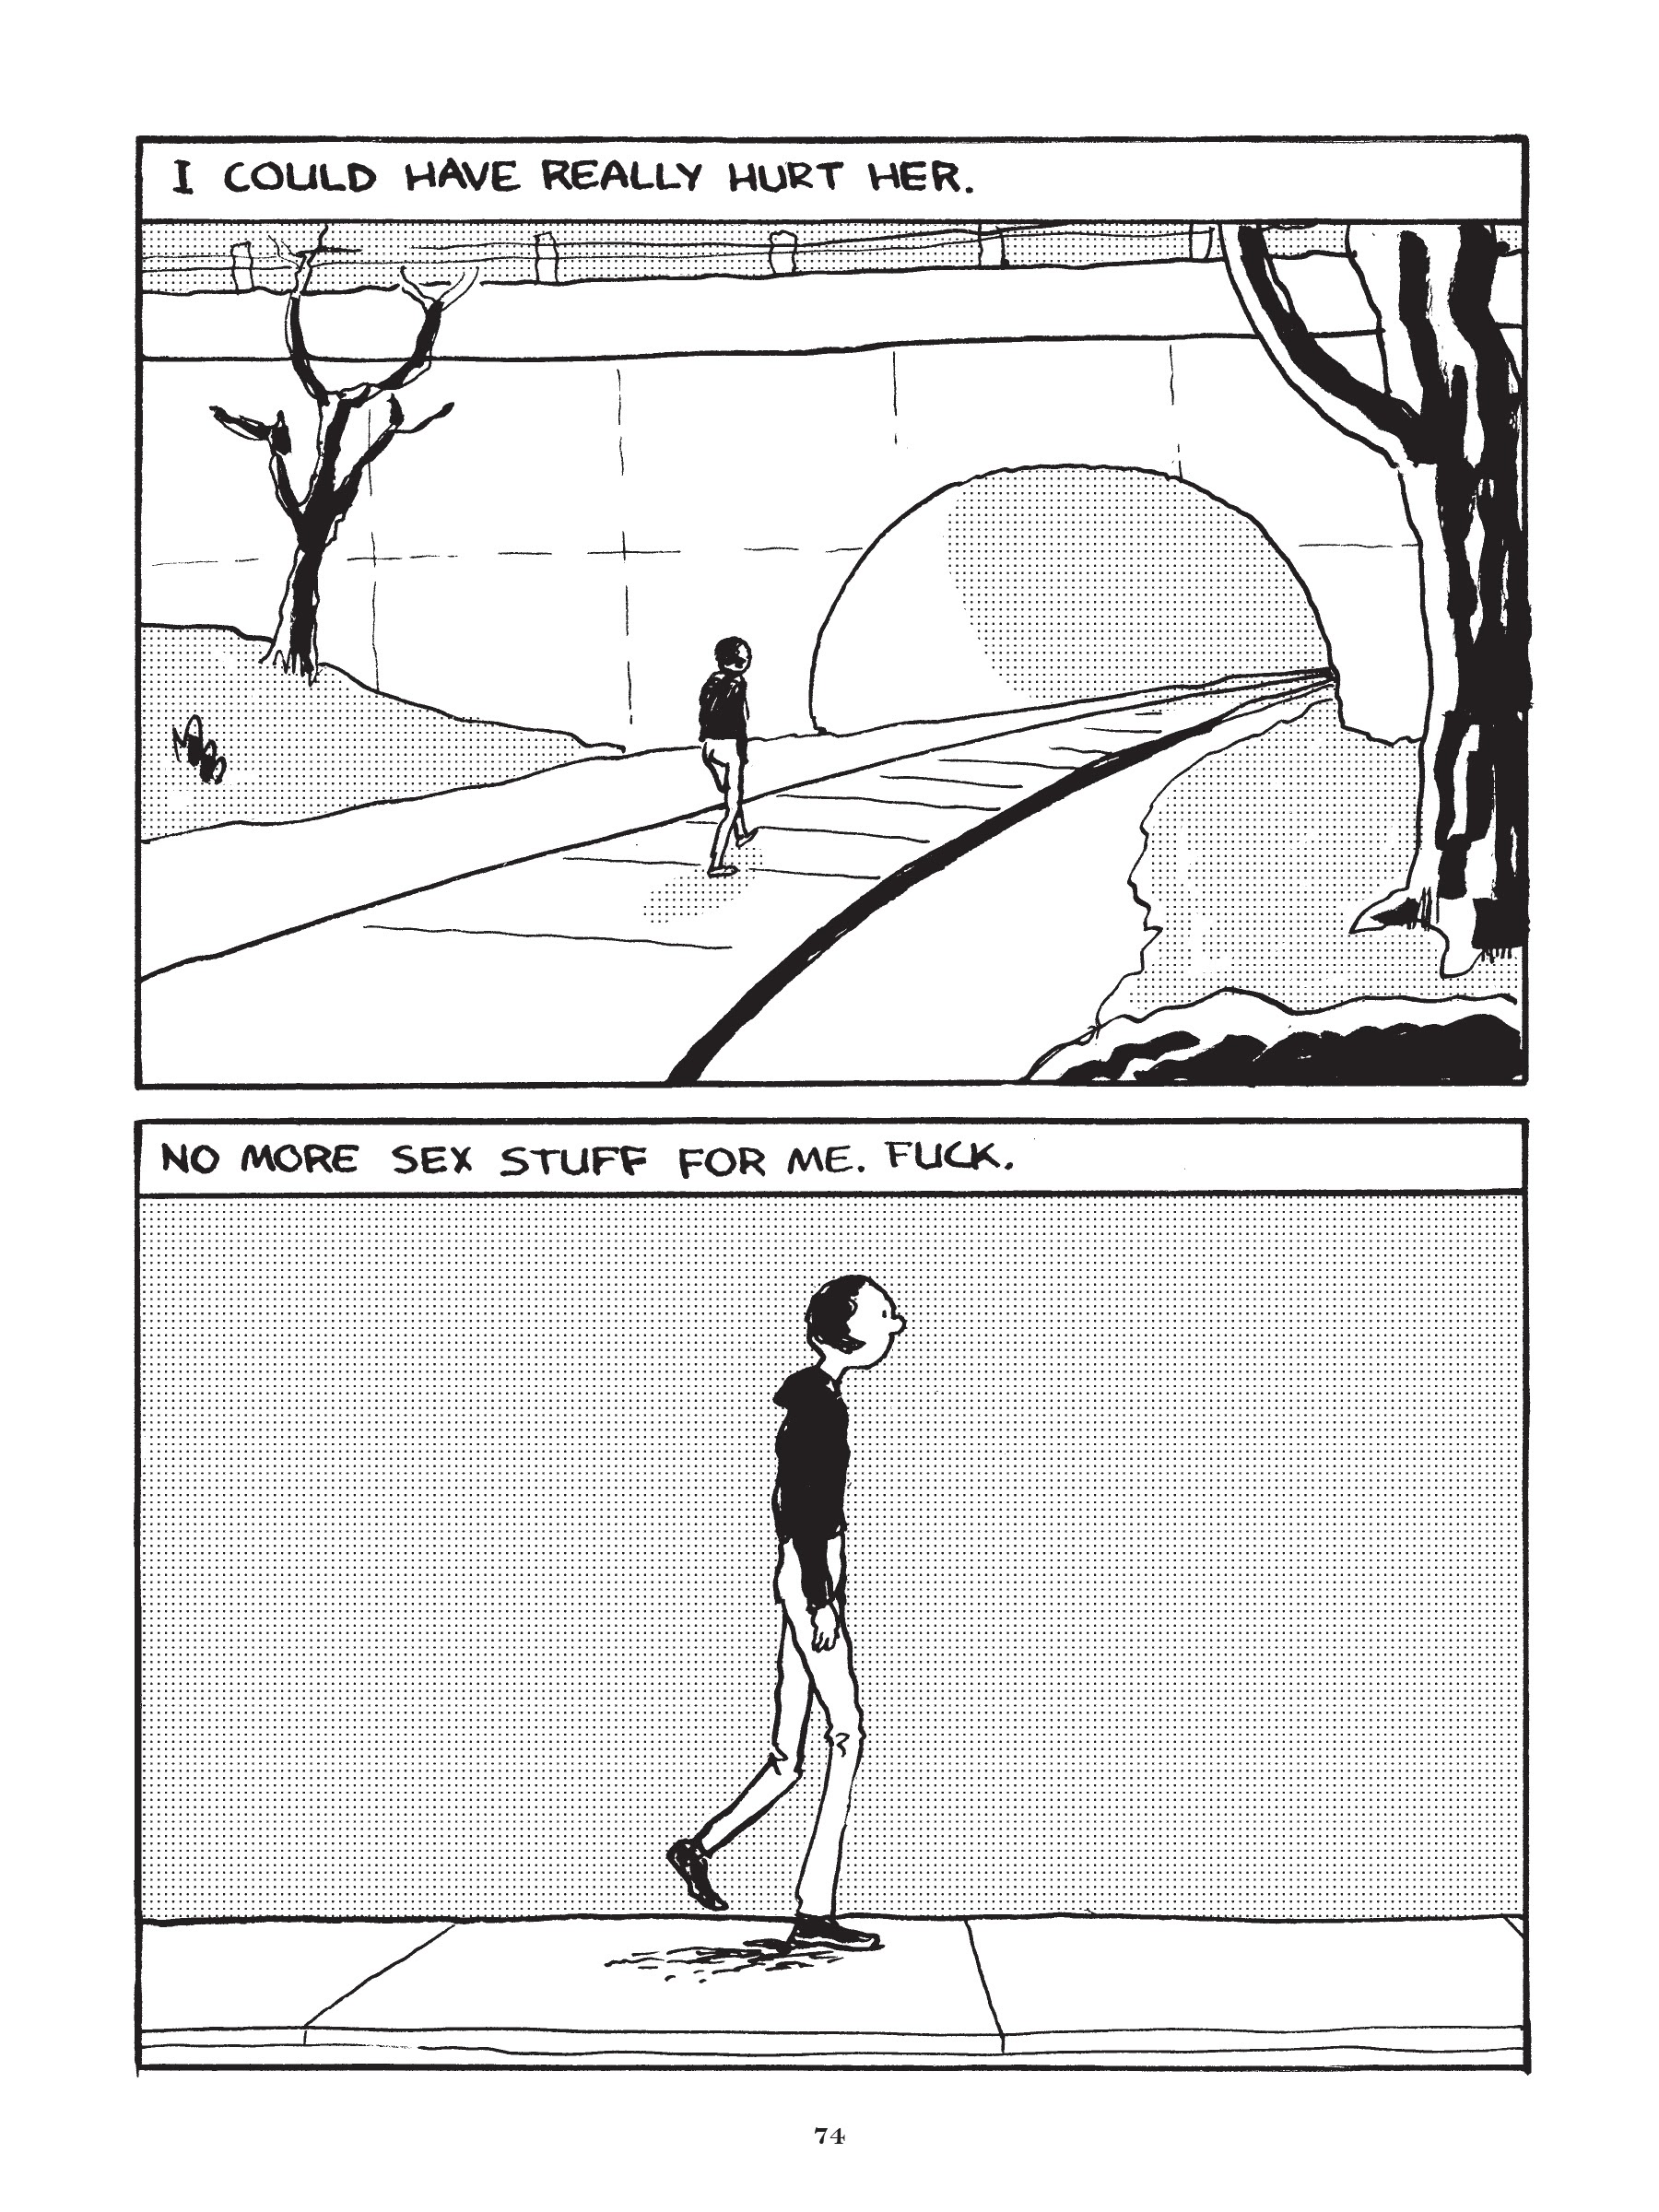 I COULD HAVE REALLY HURT HER.
NO MORE SEX STUFF FOR ME. FUCK.
74